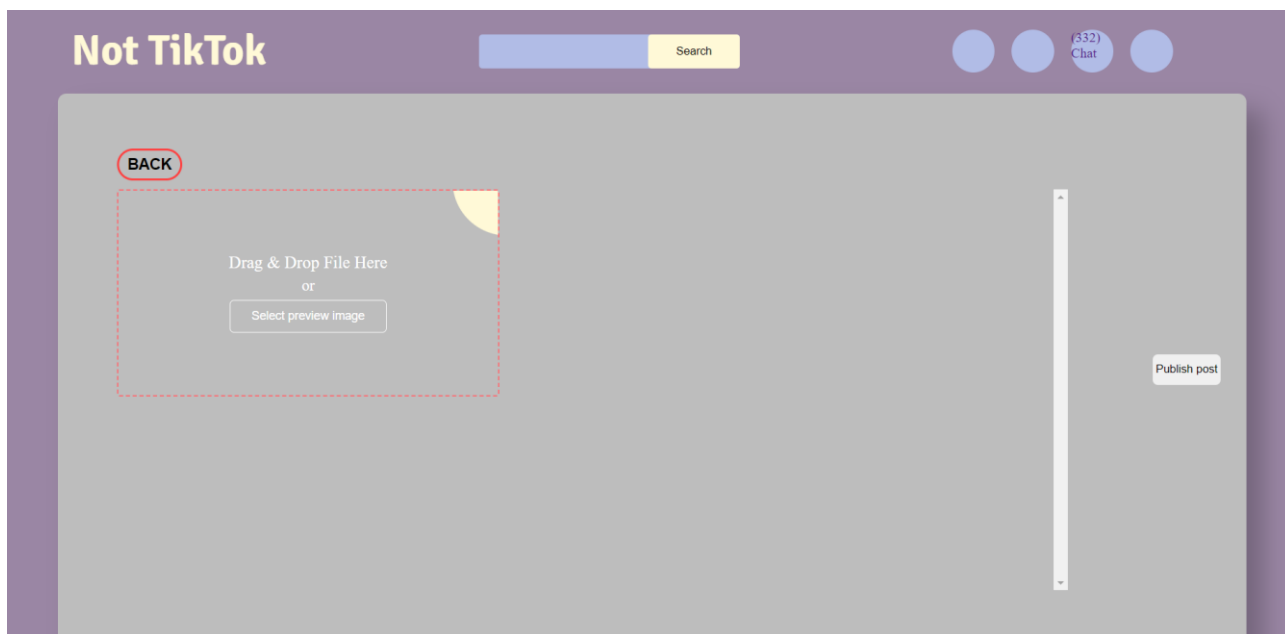 Not TikTok
Search
(332)
Chat
BACK
Drag & Drop File Here
or
Select preview image
Publish post